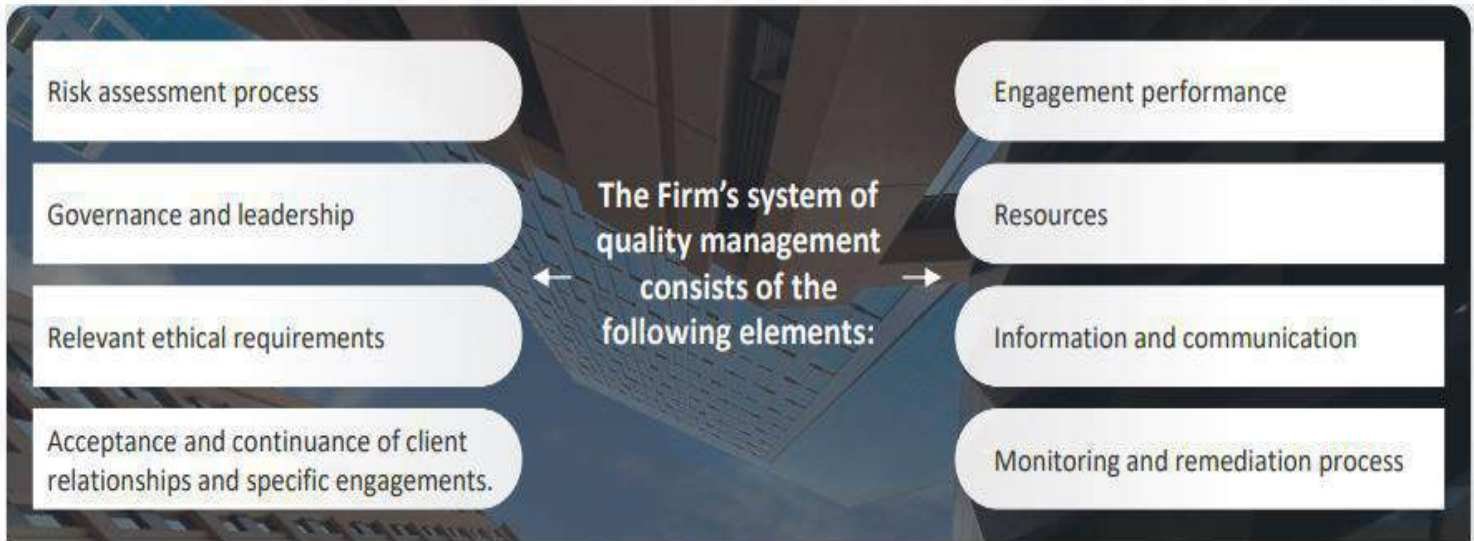 Risk assessment process
Governance and leadership
Relevant ethical requirements
Acceptance and continuance of client
relationships and specific engagements.
The Firm’s system of
quality management
consists of the
following elements:
Engagement performance
Resources
Information and communication
Monitoring and remediation process